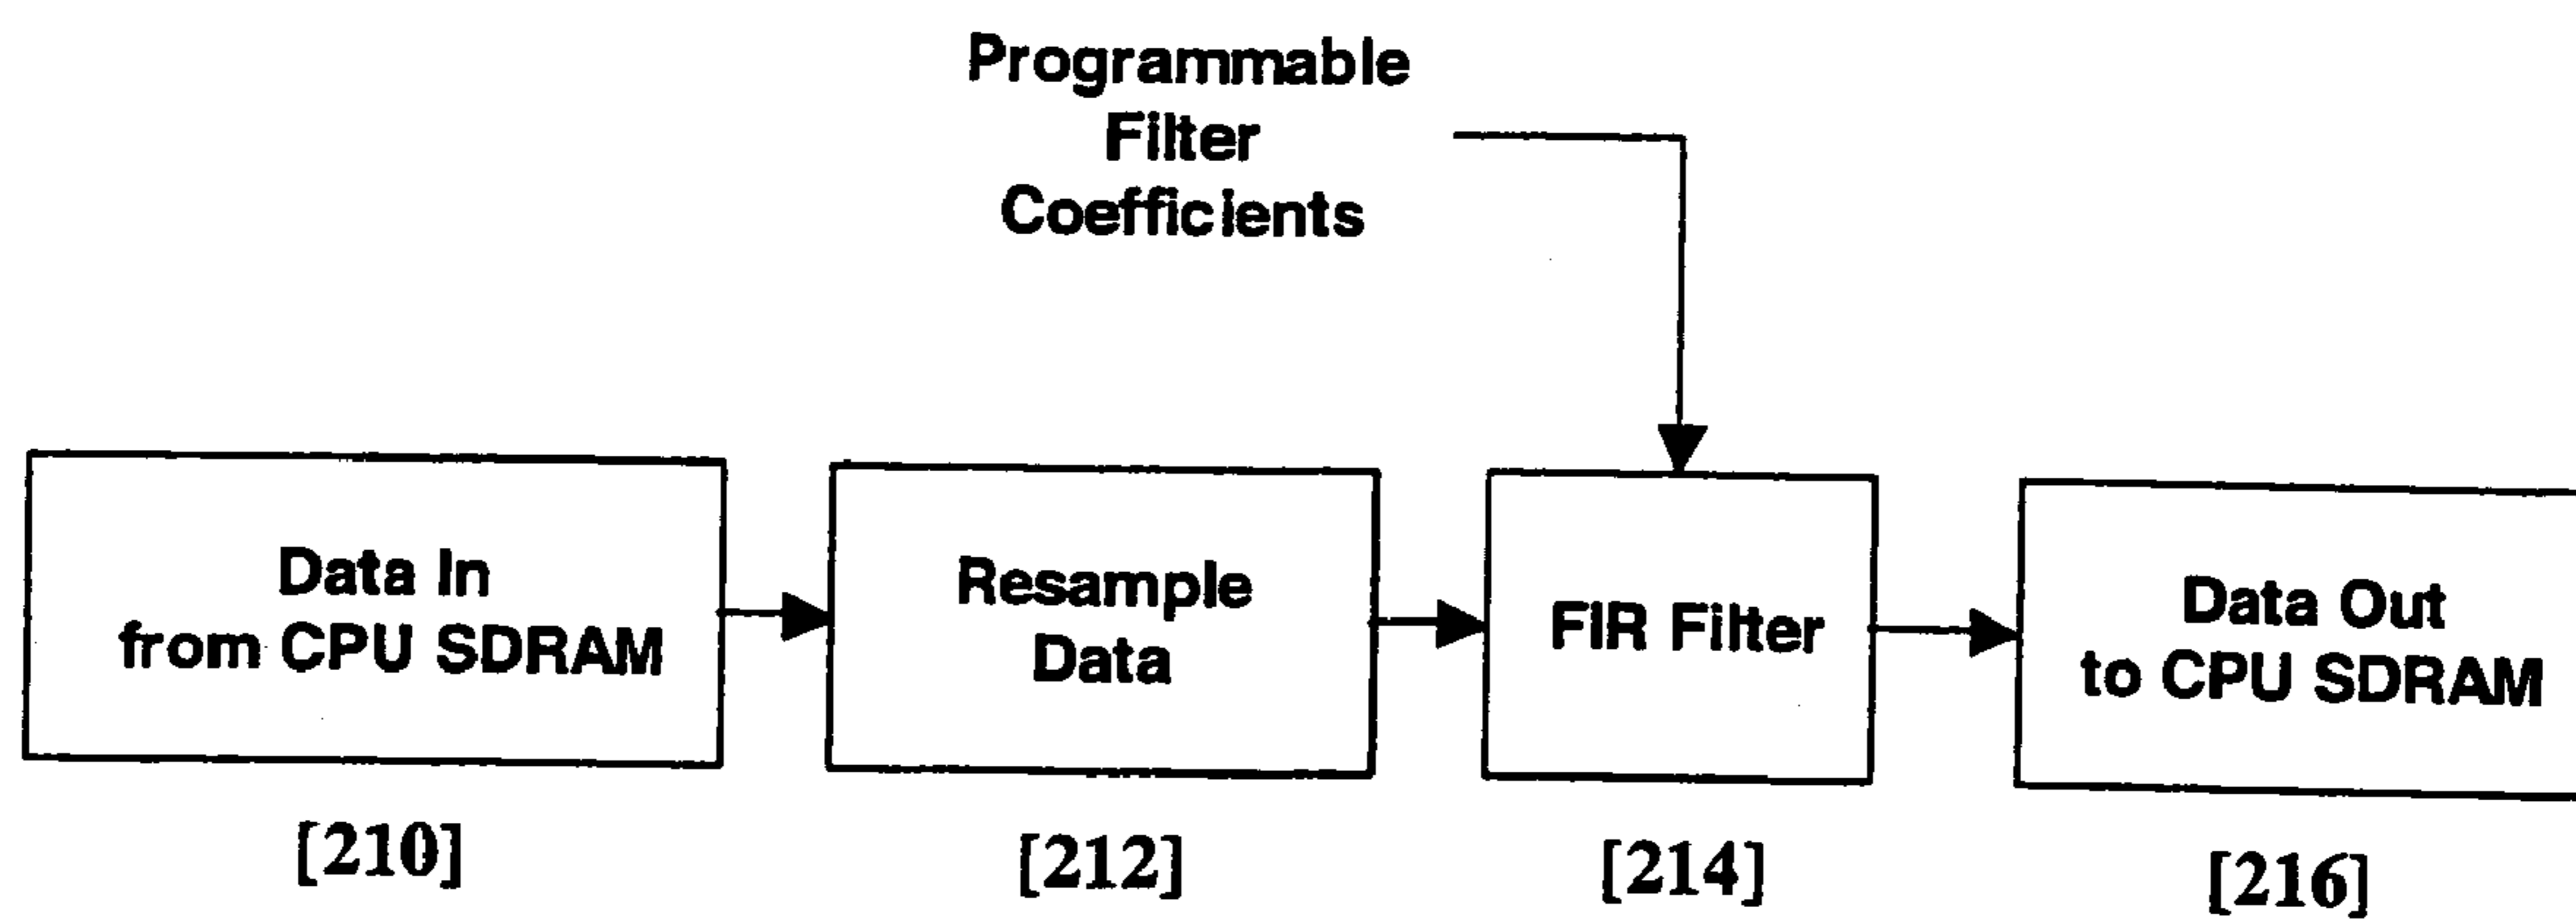 Programmable
Filter
Coefficients
Data In
from CPU SDRAM
Resample
Data
FIR Filter
Data Out
to CPU SDRAM
[210]
[212]
[214]
[216]